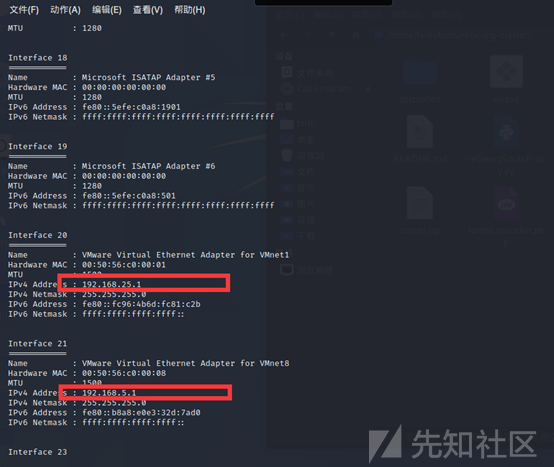 文件(F) 动作(A) 编辑(E) 查看(V) 帮助(H)
MTU : 1280
Interface 18
============
Name : Microsoft ISATAP Adapter #5
Hardware MAC : 00:00:00:00:00:00
MTU : 1280
IPv6 Address : fe80::5efe:c0a8:1901
IPv6 Netmask : ffff:ffff:ffff:ffff:ffff:ffff:ffff:ffff
Interface 19
============
Name : Microsoft ISATAP Adapter #6
Hardware MAC : 00:00:00:00:00:00
MTU : 1280
IPv6 Address : fe80::5efe:c0a8:501
IPv6 Netmask : ffff:ffff:ffff:ffff:ffff:ffff:ffff:ffff
Interface 20
============
Name : VMware Virtual Ethernet Adapter for VMnet1
Hardware MAC : 00:50:56:c0:00:01
MTU : 1500
IPv4 Address : 192.168.25.1
IPv4 Netmask : 255.255.255.0
IPv6 Address : fe80::fc96:4b6d:fc81:c2b
IPv6 Netmask : ffff:ffff:ffff:ffff::
Interface 21
============
Name : VMware Virtual Ethernet Adapter for VMnet8
Hardware MAC : 00:50:56:c0:00:08
MTU : 1500
IPv4 Address : 192.168.5.1
IPv4 Netmask : 255.255.255.0
IPv6 Address : fe80::b8a8:e0e3:32d:7ad0
IPv6 Netmask : ffff:ffff:ffff:ffff::
Interface 23
先知社区